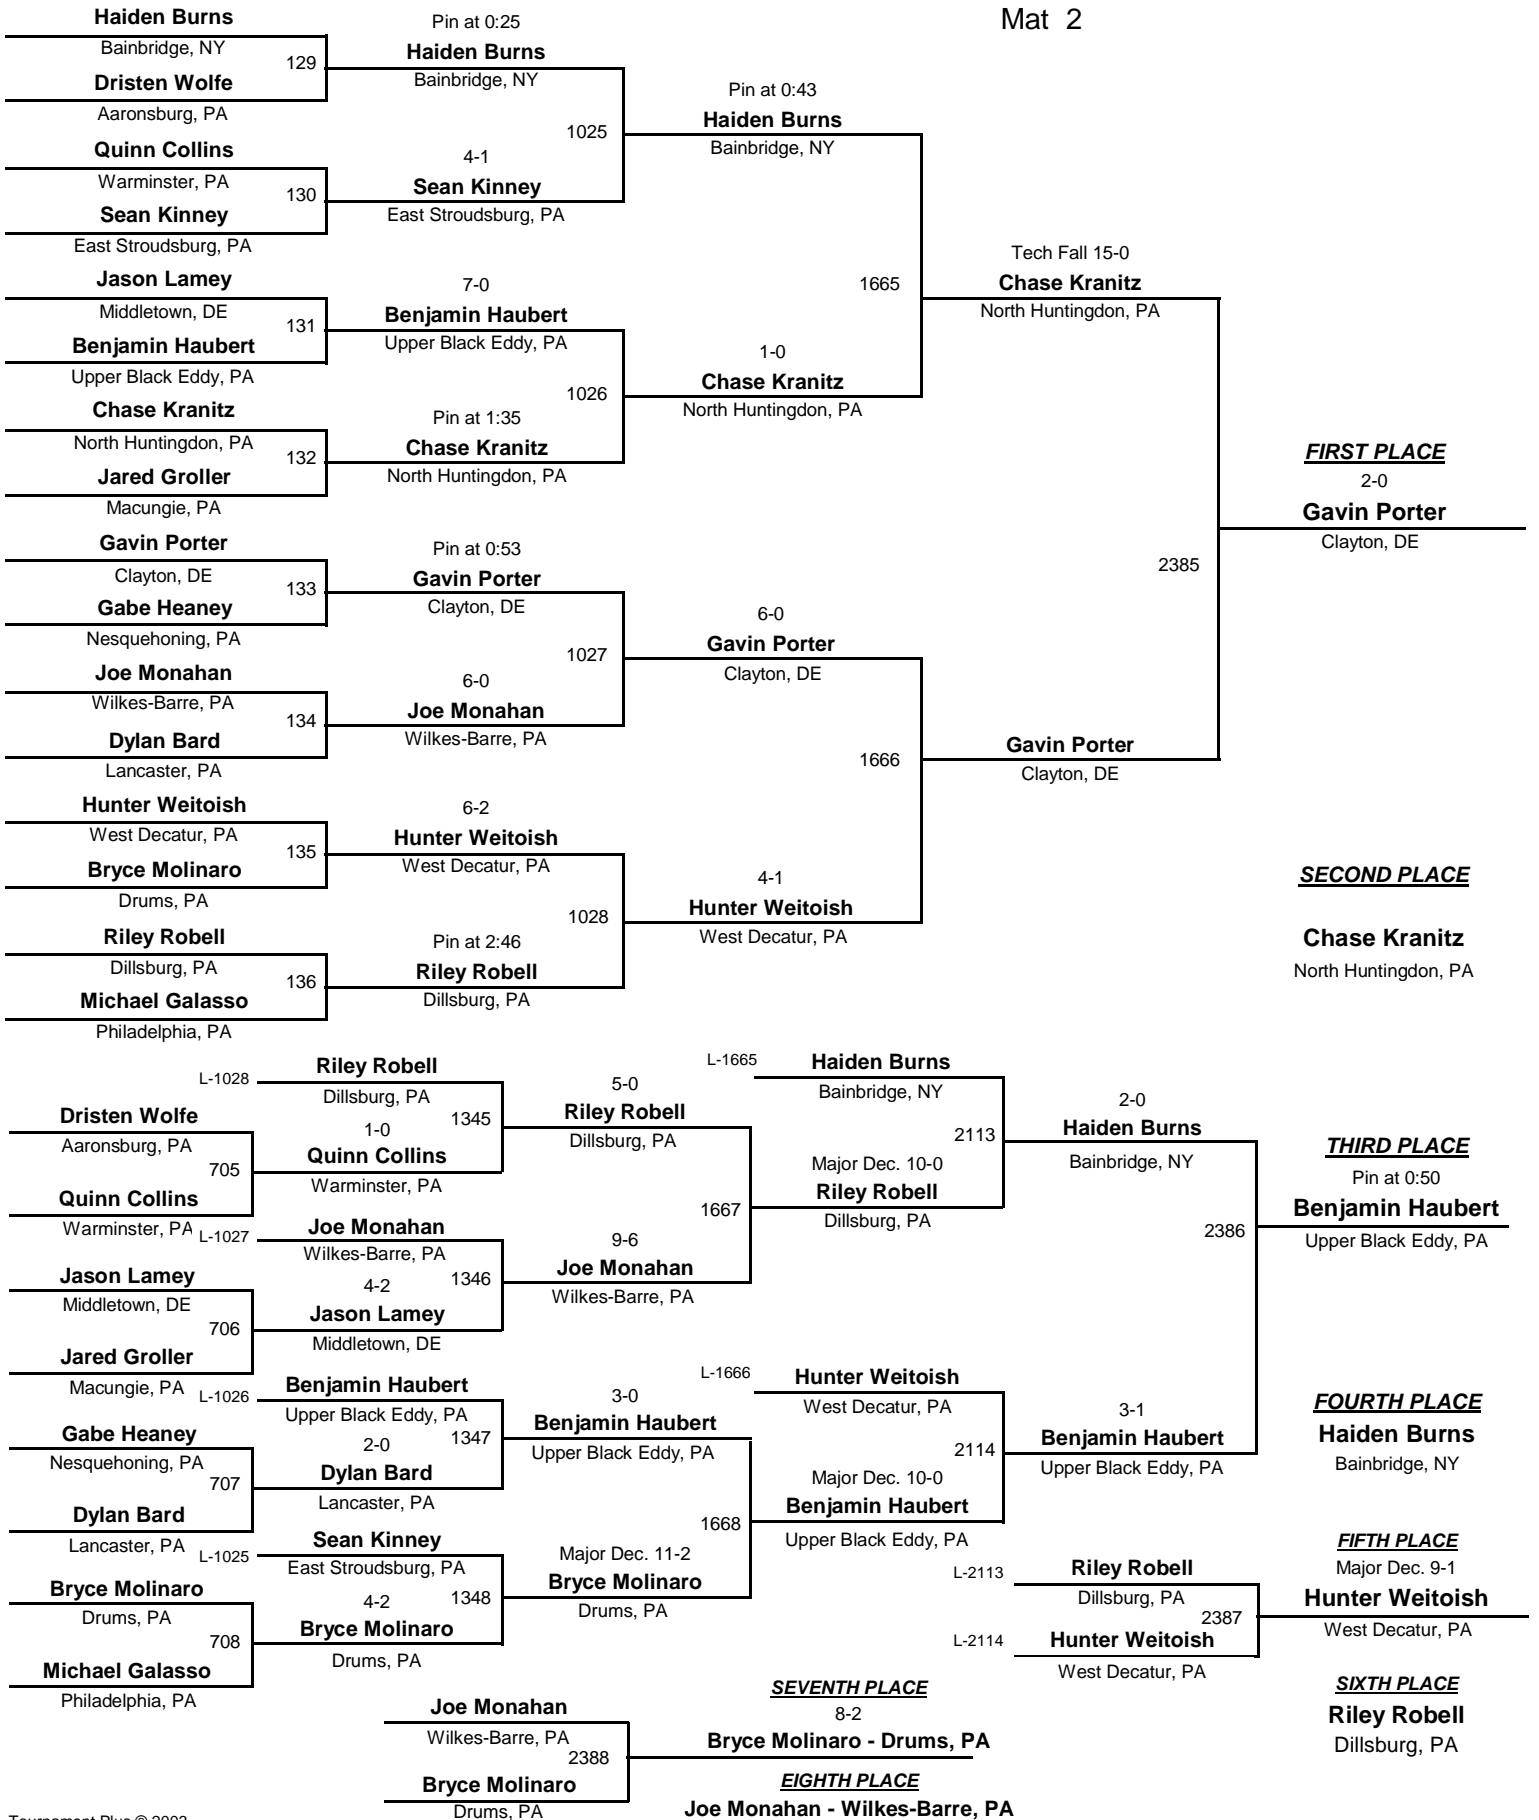 Mat 2
Haiden Burns
Bainbridge, NY
129
Dristen Wolfe
Aaronsburg, PA
Quinn Collins
Warminster, PA
130
Sean Kinney
East Stroudsburg, PA
Jason Lamey
Middletown, DE
131
Benjamin Haubert
Upper Black Eddy, PA
Chase Kranitz
North Huntingdon, PA
132
Jared Groller
Macungie, PA
Gavin Porter
Clayton, DE
133
Gabe Heaney
Nesquehoning, PA
Joe Monahan
Wilkes-Barre, PA
134
Dylan Bard
Lancaster, PA
Hunter Weitoish
West Decatur, PA
135
Bryce Molinaro
Drums, PA
Riley Robell
Dillsburg, PA
136
Michael Galasso
Philadelphia, PA
Pin at 0:25
Haiden Burns
Bainbridge, NY
1025
4-1
Sean Kinney
East Stroudsburg, PA
7-0
Benjamin Haubert
Upper Black Eddy, PA
1026
Pin at 1:35
Chase Kranitz
North Huntingdon, PA
Pin at 0:53
Gavin Porter
Clayton, DE
1027
6-0
Joe Monahan
Wilkes-Barre, PA
6-2
Hunter Weitoish
West Decatur, PA
1028
Pin at 2:46
Riley Robell
Dillsburg, PA
Pin at 0:43
Haiden Burns
Bainbridge, NY
1665
1-0
Chase Kranitz
North Huntingdon, PA
6-0
Gavin Porter
Clayton, DE
1666
4-1
Hunter Weitoish
West Decatur, PA
Tech Fall 15-0
Chase Kranitz
North Huntingdon, PA
2385
Gavin Porter
Clayton, DE
FIRST PLACE
2-0
Gavin Porter
Clayton, DE
SECOND PLACE
Chase Kranitz
North Huntingdon, PA
Dristen Wolfe
Aaronsburg, PA
705
Quinn Collins
Warminster, PA
Jason Lamey
Middletown, DE
706
Jared Groller
Macungie, PA
Gabe Heaney
Nesquehoning, PA
707
Dylan Bard
Lancaster, PA
Bryce Molinaro
Drums, PA
708
Michael Galasso
Philadelphia, PA
L-1028
Riley Robell
Dillsburg, PA
1345
1-0
Quinn Collins
Warminster, PA
L-1027
Joe Monahan
Wilkes-Barre, PA
1346
4-2
Jason Lamey
Middletown, DE
L-1026
Benjamin Haubert
Upper Black Eddy, PA
1347
2-0
Dylan Bard
Lancaster, PA
L-1025
Sean Kinney
East Stroudsburg, PA
1348
4-2
Bryce Molinaro
Drums, PA
5-0
Riley Robell
Dillsburg, PA
1667
9-6
Joe Monahan
Wilkes-Barre, PA
3-0
Benjamin Haubert
Upper Black Eddy, PA
1668
Major Dec. 11-2
Bryce Molinaro
Drums, PA
L-1665
Haiden Burns
Bainbridge, NY
2113
Major Dec. 10-0
Riley Robell
Dillsburg, PA
L-1666
Hunter Weitoish
West Decatur, PA
2114
Major Dec. 10-0
Benjamin Haubert
Upper Black Eddy, PA
2-0
Haiden Burns
Bainbridge, NY
2386
3-1
Benjamin Haubert
Upper Black Eddy, PA
THIRD PLACE
Pin at 0:50
Benjamin Haubert
Upper Black Eddy, PA
FOURTH PLACE
Haiden Burns
Bainbridge, NY
L-2113
Riley Robell
Dillsburg, PA
2387
L-2114
Hunter Weitoish
West Decatur, PA
FIFTH PLACE
Major Dec. 9-1
Hunter Weitoish
West Decatur, PA
SIXTH PLACE
Riley Robell
Dillsburg, PA
Joe Monahan
Wilkes-Barre, PA
2388
Bryce Molinaro
Drums, PA
SEVENTH PLACE
8-2
Bryce Molinaro - Drums, PA
EIGHTH PLACE
Joe Monahan - Wilkes-Barre, PA